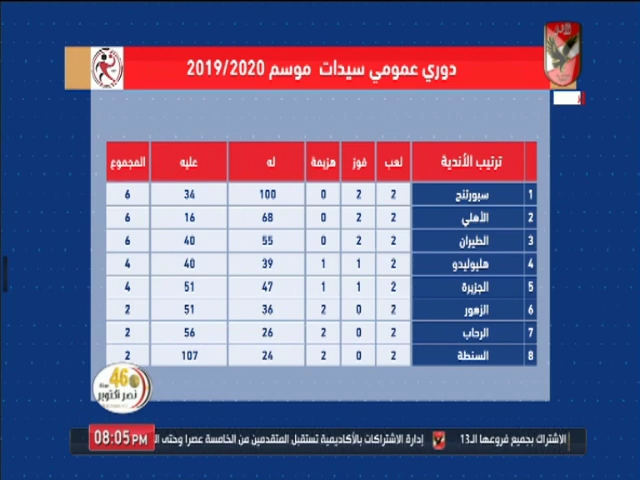 دوري عمومي سيدات موسم 2019/2020
ترتيب الأندية لعب فوز هزيمة له عليه المجموع
1 سبورتنج 2 2 0 100 34 6
2 الأهلي 2 2 0 68 16 6
3 الطيران 2 2 0 55 40 6
4 هليوليدو 2 1 1 39 40 4
5 الجزيرة 2 1 1 47 51 4
6 الزهور 2 0 2 36 51 2
7 الرحاب 2 0 2 26 56 2
8 السنطة 2 0 2 24 107 2
46 سنة
نصر أكتوبر
الاشتراك بجميع فروعها الـ13 إدارة الاشتراكات بالأكاديمية تستقبل المتقدمين من الخامسة عصرا وحتى
08:05 PM